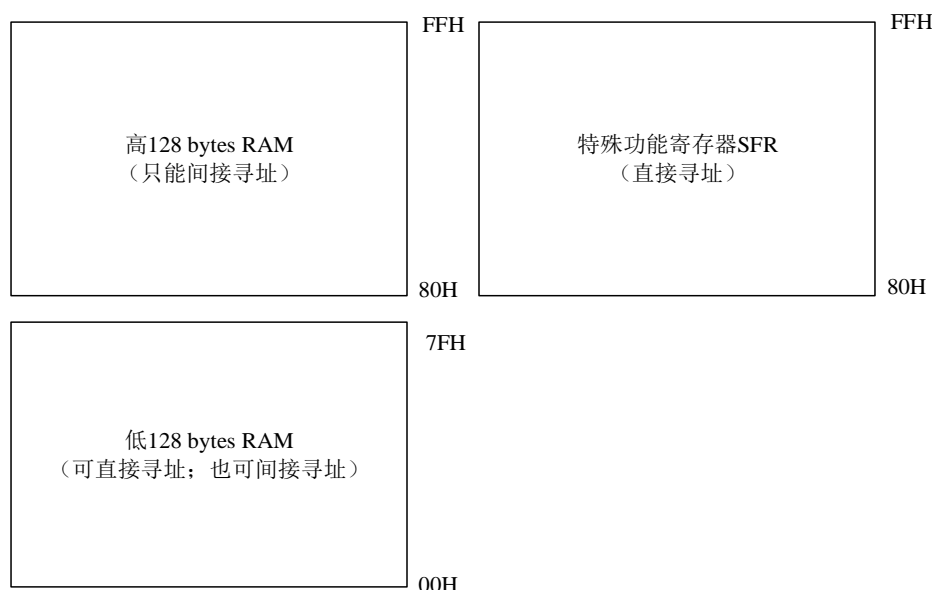 FFH
高128 bytes RAM
（只能间接寻址）
80H
FFH
特殊功能寄存器SFR
（直接寻址）
80H
7FH
低128 bytes RAM
（可直接寻址；也可间接寻址）
00H